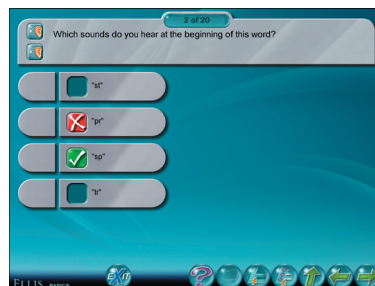 2 of 20
Which sounds do you hear at the beginning of this word?
"st"
"pr"
"sp"
"tr"
EXIT
ELLIS BASICS